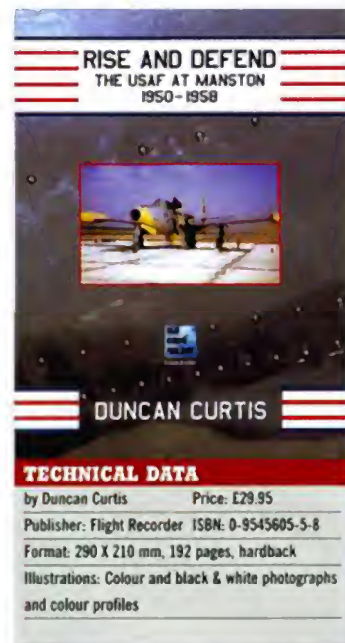 RISE AND DEFEND
THE USAF AT MANSTON
1950-1958
DUNCAN CURTIS
TECHNICAL DATA
by Duncan Curtis Price: £29.95
Publisher: Flight Recorder ISBN: 0-9545605-5-8
Format: 290 X 210 mm, 192 pages, hardback
Illustrations: Colour and black & white photographs
and colour profiles